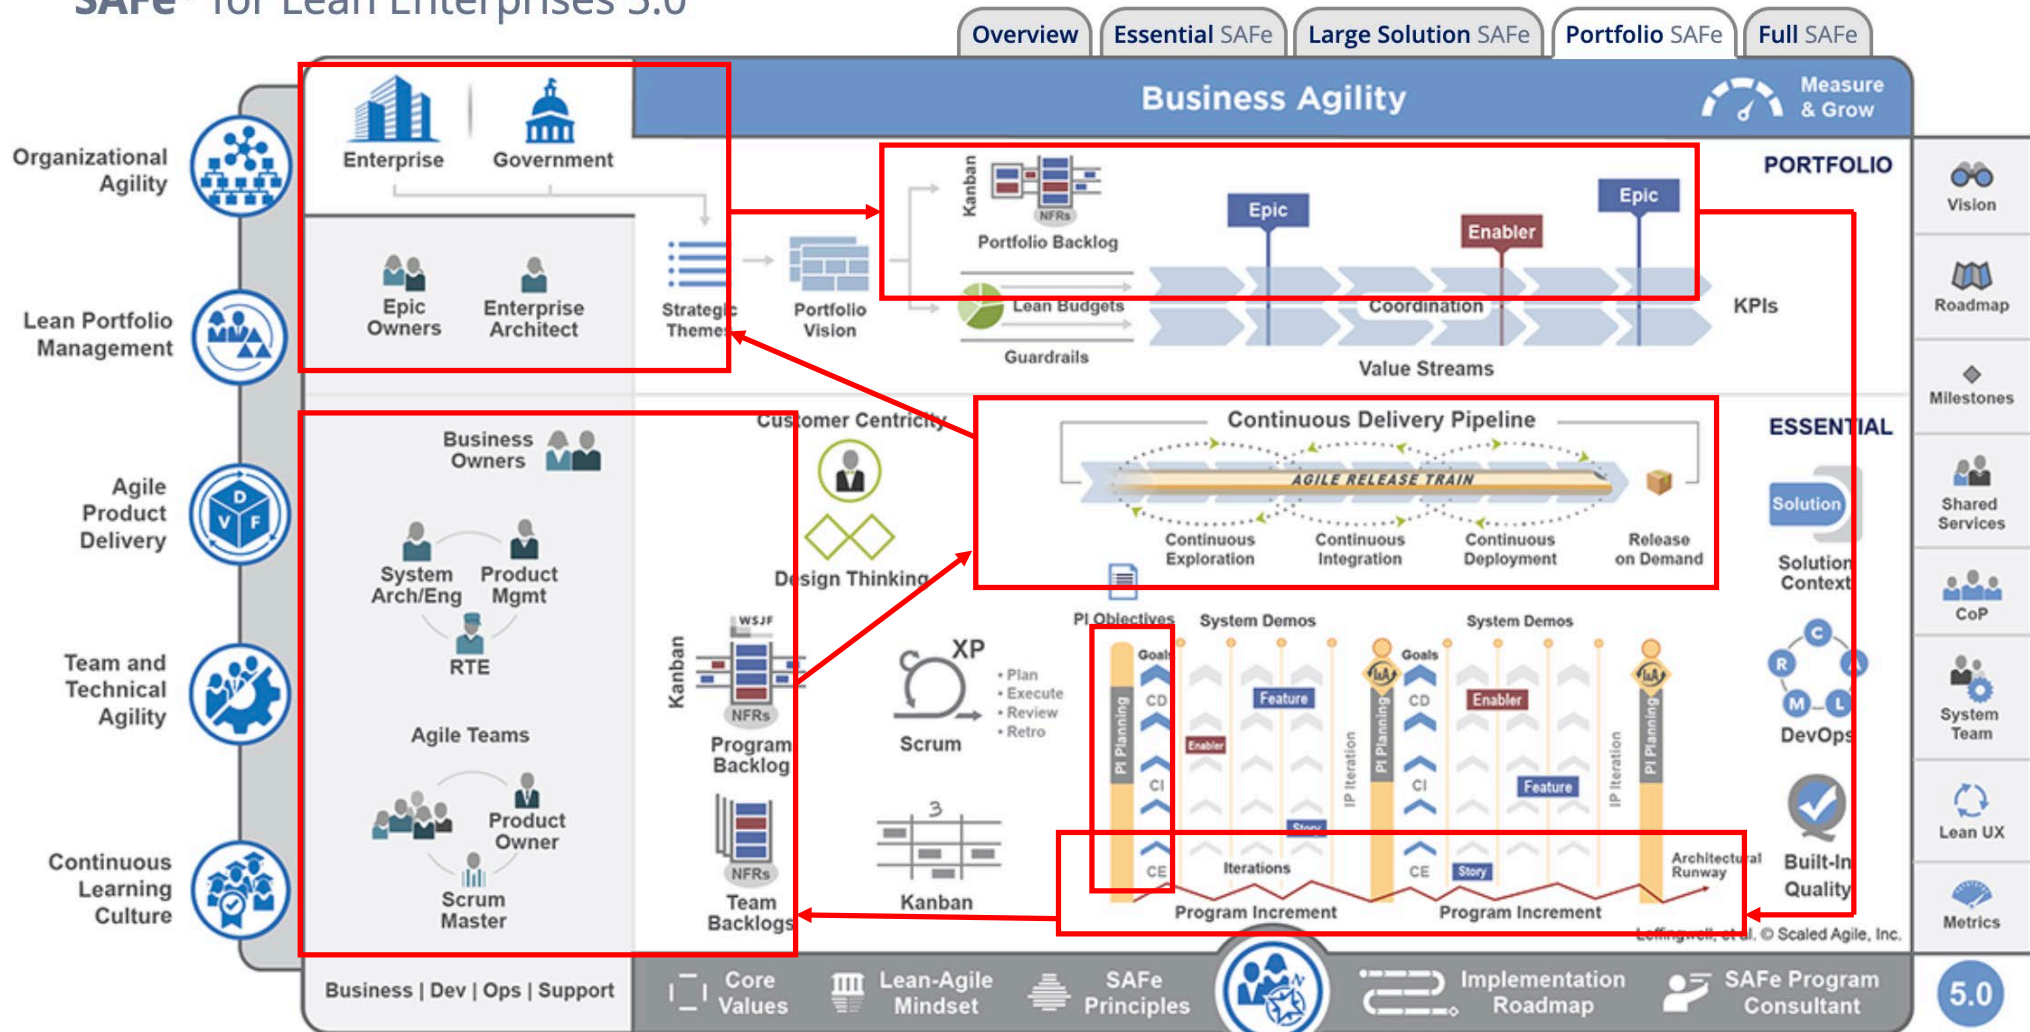 SAFe® for Lean Enterprises 5.0
Overview
Essential SAFe
Large Solution SAFe
Portfolio SAFe
Full SAFe
Business Agility
Measure
& Grow
Organizational
Agility
Lean Portfolio
Management
Agile
Product
Delivery
D
V F
Team and
Technical
Agility
Continuous
Learning
Culture
Enterprise
Government
Epic
Owners
Enterprise
Architect
Strategic
Themes
Portfolio
Vision
Kanban
NFRs
Portfolio Backlog
Lean Budgets
Guardrails
Epic
Enabler
Epic
Coordination
Value Streams
KPIs
PORTFOLIO
Business
Owners
System
Arch/Eng
Product
Mgmt
RTE
Agile Teams
Product
Owner
Scrum
Master
Business | Dev | Ops | Support
Customer Centricity
Design Thinking
Kanban
WSJF
NFRs
Program
Backlog
NFRs
Team
Backlogs
XP
• Plan
• Execute
• Review
• Retro
Scrum
3
Kanban
Continuous Delivery Pipeline
AGILE RELEASE TRAIN
Continuous
Exploration
Continuous
Integration
Continuous
Deployment
Release
on Demand
PI Objectives
System Demos
System Demos
PI Planning
Goals
CD
CI
CE
Enabler
Feature
Story
Iterations
IP Iteration
I&A
PI Planning
Goals
CD
CI
CE
Enabler
Feature
Story
IP Iteration
I&A
PI Planning
Architectural
Runway
Program Increment
Program Increment
ESSENTIAL
Solution
Solution
Context
C
R A
M L
DevOps
Built-In
Quality
Leffingwell, et al. © Scaled Agile, Inc.
Vision
Roadmap
Milestones
Shared
Services
CoP
System
Team
Lean UX
Metrics
Core
Values
Lean-Agile
Mindset
SAFe
Principles
N
Implementation
Roadmap
SAFe Program
Consultant
5.0